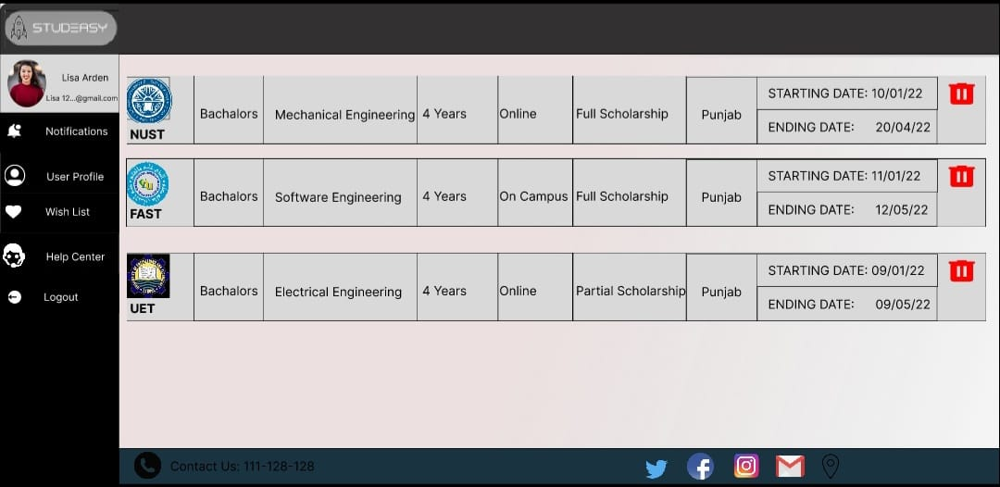 STUDEASY
Lisa Arden
Lisa 12...@gmail.com
Notifications
User Profile
Wish List
Help Center
Logout
NUST
Bachalors
Mechanical Engineering
4 Years
Online
Full Scholarship
Punjab
STARTING DATE: 10/01/22
ENDING DATE: 20/04/22
FAST
Bachalors
Software Engineering
4 Years
On Campus
Full Scholarship
Punjab
STARTING DATE: 11/01/22
ENDING DATE: 12/05/22
UET
Bachalors
Electrical Engineering
4 Years
Online
Partial Scholarship
Punjab
STARTING DATE: 09/01/22
ENDING DATE: 09/05/22
Contact Us: 111-128-128